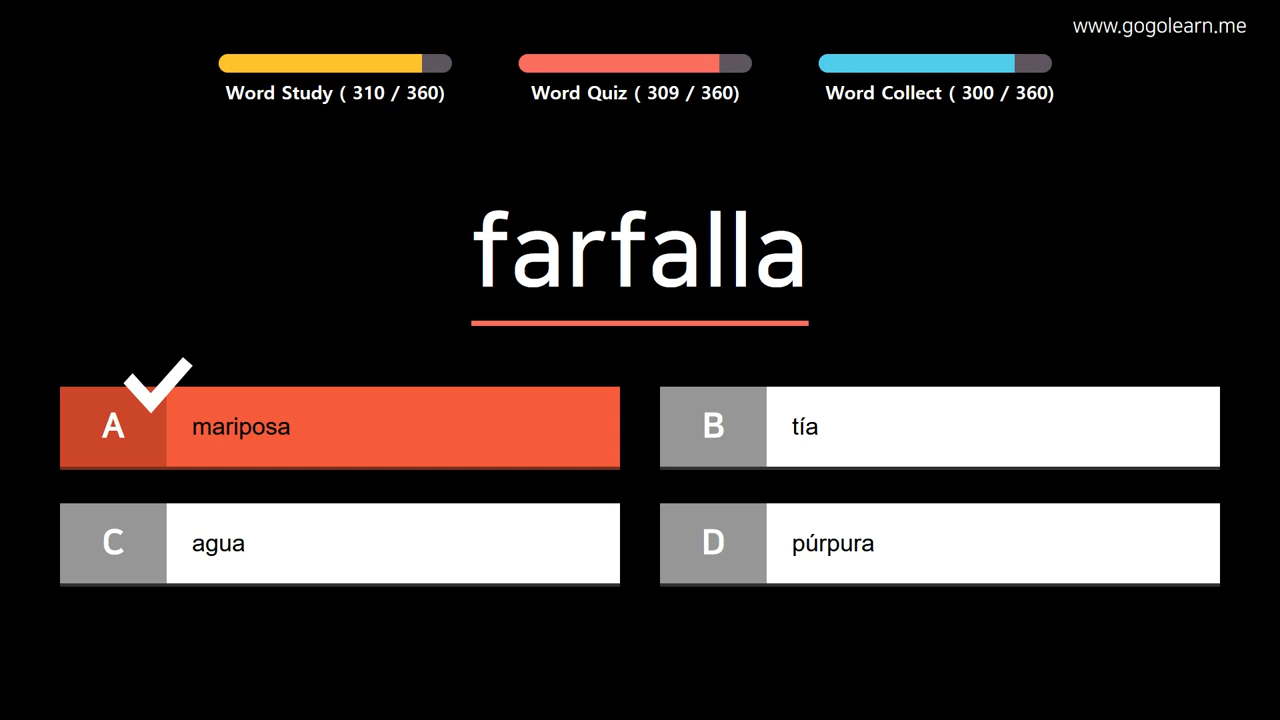 www.gogolearn.me
Word Study ( 310 / 360)
Word Quiz ( 309 / 360)
Word Collect ( 300 / 360)
farfalla
A mariposa
B tía
C agua
D púrpura